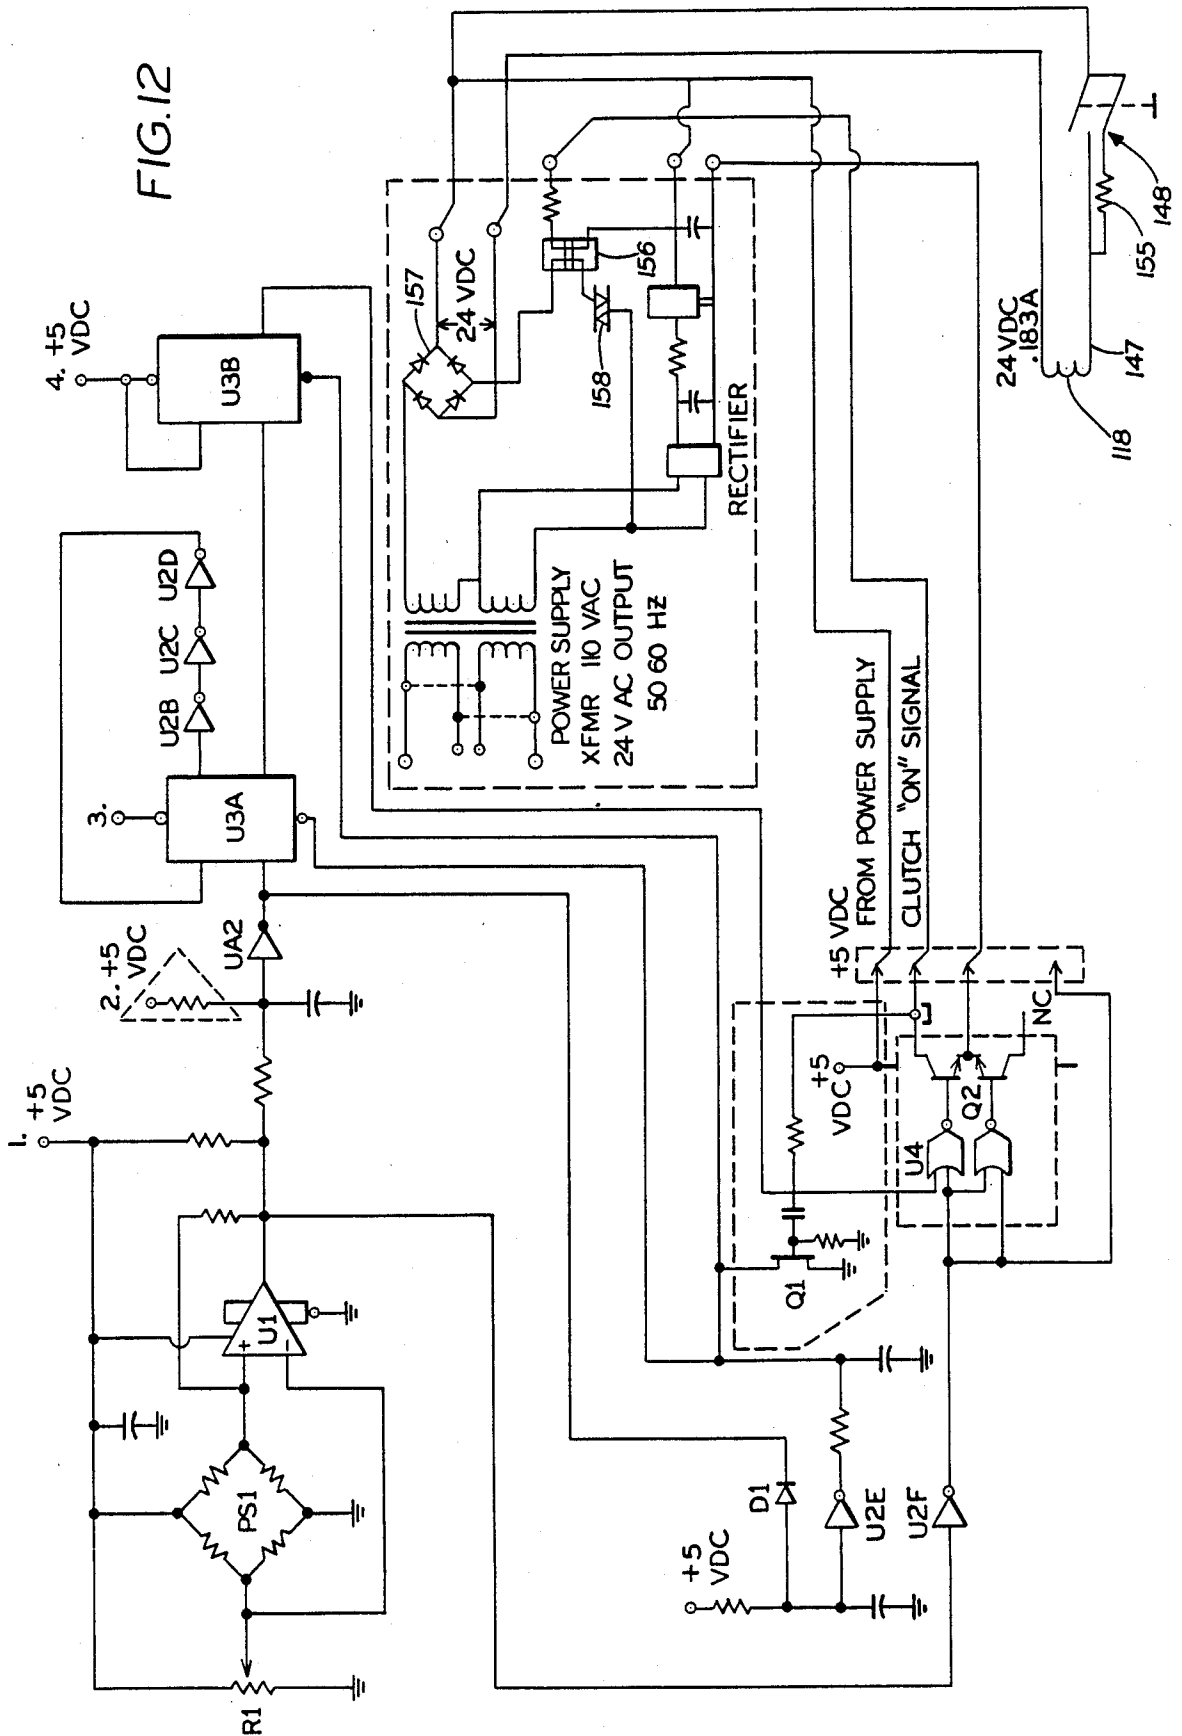 FIG.12
1. +5
VDC
2. +5
VDC
3.
4. +5
VDC
R1
PS1
+
-
U1
UA2
U3A
U2B
U2C
U2D
U3B
+5
VDC
D1
U2E
U2F
Q1
+5
VDC
U4
Q2
NC
+5 VDC
FROM POWER SUPPLY
CLUTCH "ON" SIGNAL
POWER SUPPLY
XFMR 110 VAC
24 V AC OUTPUT
50 60 HZ
RECTIFIER
157
24 VDC
156
158
24 VDC
.183A
118
147
155
148